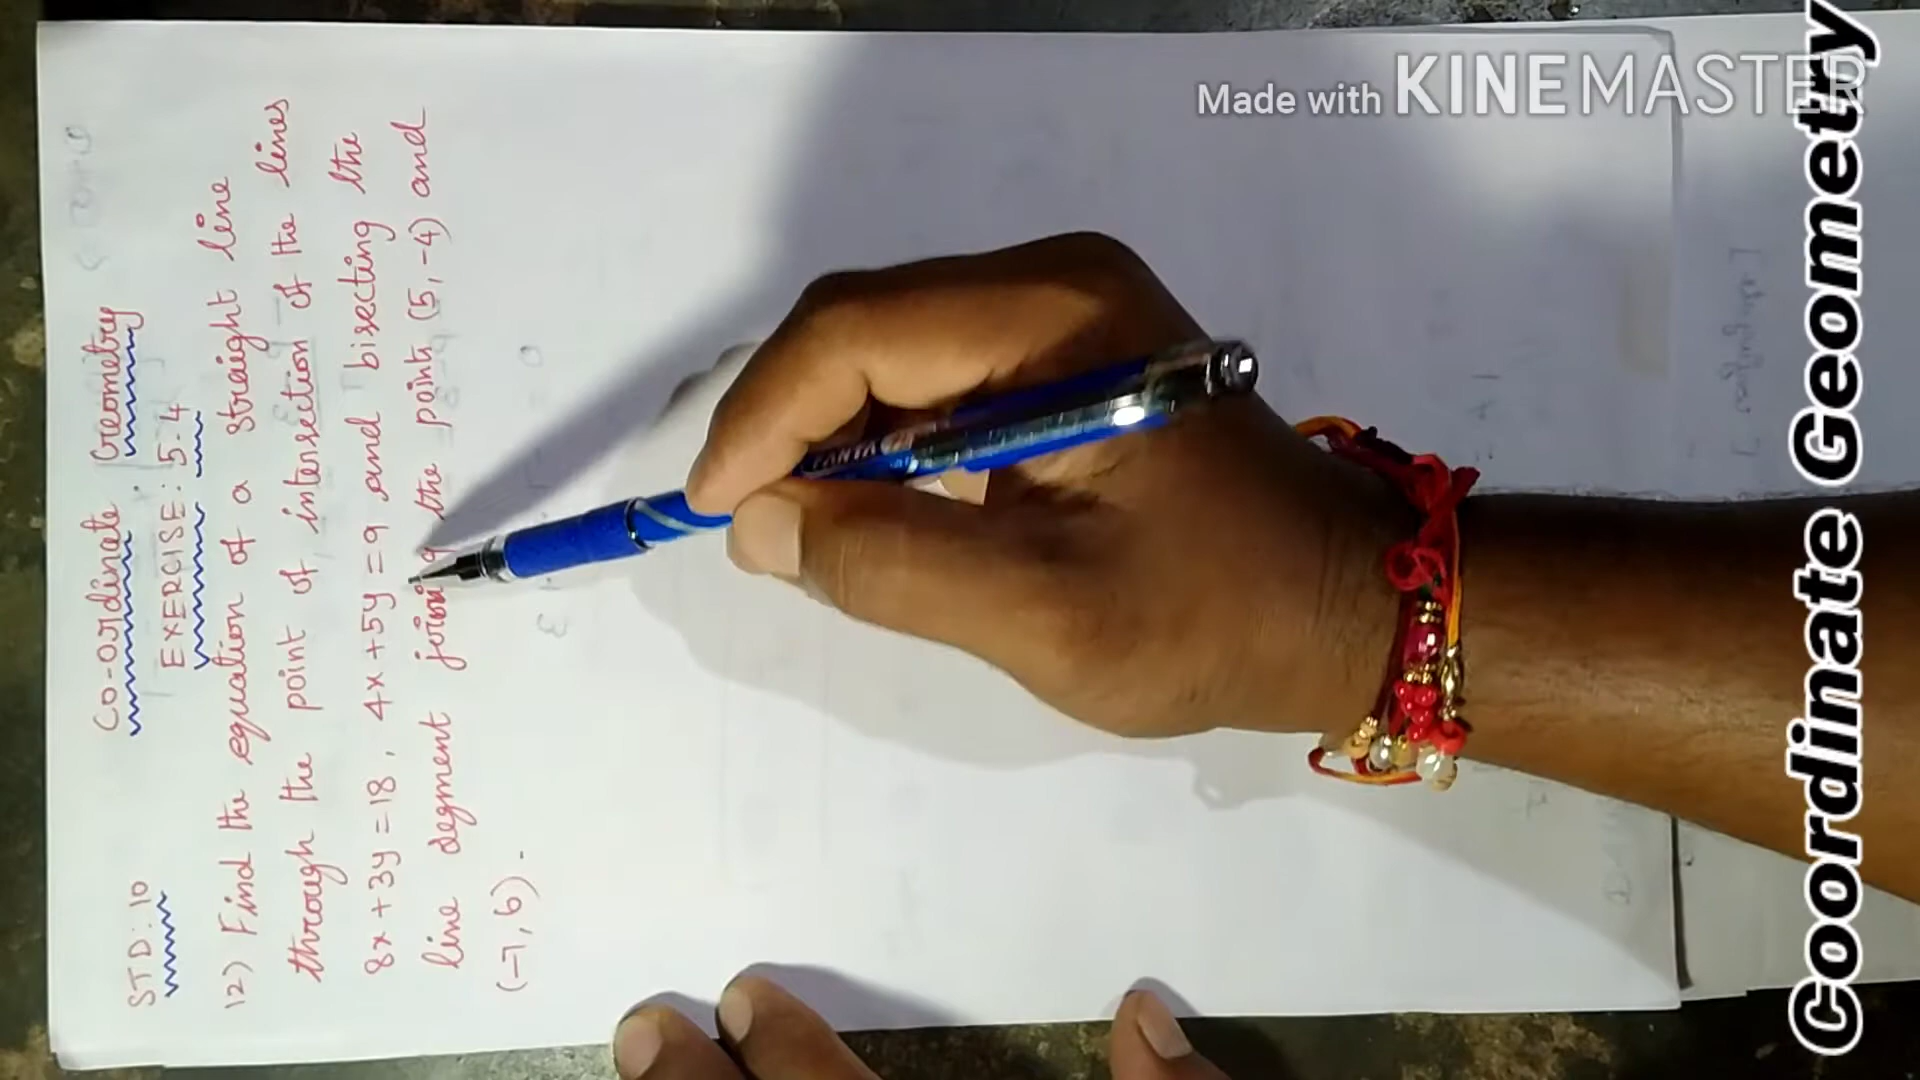 Made with KINEMASTER
Coordinate Geometry
STD: 10
Co-ordinate Geometry
EXERCISE: 5.4
12) Find the equation of a straight line
through the point of intersection of the lines
8x + 3y = 18, 4x + 5y = 9 and bisecting the
line degment joining the points (5, -4) and
(-7, 6).